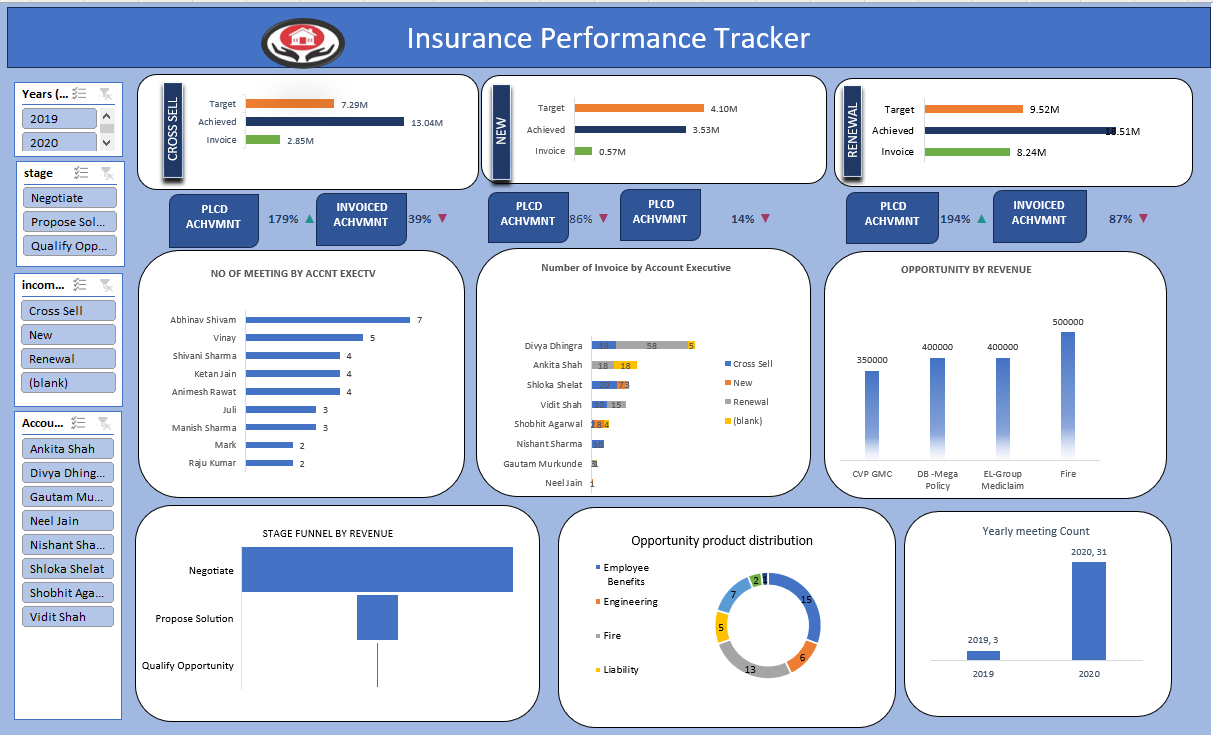 Insurance Performance Tracker
Years (...
2019
2020
stage
Negotiate
Propose Sol...
Qualify Opp...
incom...
Cross Sell
New
Renewal
(blank)
Accou...
Ankita Shah
Divya Dhing...
Gautam Mu...
Neel Jain
Nishant Sha...
Shloka Shelat
Shobhit Aga...
Vidit Shah
CROSS SELL
Target 7.29M
Achieved 13.04M
Invoice 2.85M
NEW
Target 4.10M
Achieved 3.53M
Invoice 0.57M
RENEWAL
Target 9.52M
Achieved
Invoice 8.24M
PLCD
ACHVMNT
179%
INVOICED
ACHVMNT
39%
PLCD
ACHVMNT
86%
PLCD
ACHVMNT
14%
PLCD
ACHVMNT
194%
INVOICED
ACHVMNT
87%
NO OF MEETING BY ACCNT EXECTV
Abhinav Shivam 7
Vinay 5
Shivani Sharma 4
Ketan Jain 4
Animesh Rawat 4
Juli 3
Manish Sharma 3
Mark 2
Raju Kumar 2
Number of Invoice by Account Executive
Divya Dhingra 19 58 5
Ankita Shah 18 18
Shloka Shelat 20 7 3
Vidit Shah 15
Shobhit Agarwal
Nishant Sharma
Gautam Murkunde
Neel Jain 1
Cross Sell
New
Renewal
(blank)
OPPORTUNITY BY REVENUE
350000
400000
400000
500000
CVP GMC
DB -Mega
Policy
EL-Group
Mediclaim
Fire
STAGE FUNNEL BY REVENUE
Negotiate
Propose Solution
Qualify Opportunity
Opportunity product distribution
Employee
Benefits
Engineering
Fire
Liability
15
6
13
5
7
2
Yearly meeting Count
2019, 3
2020, 31
2019
2020